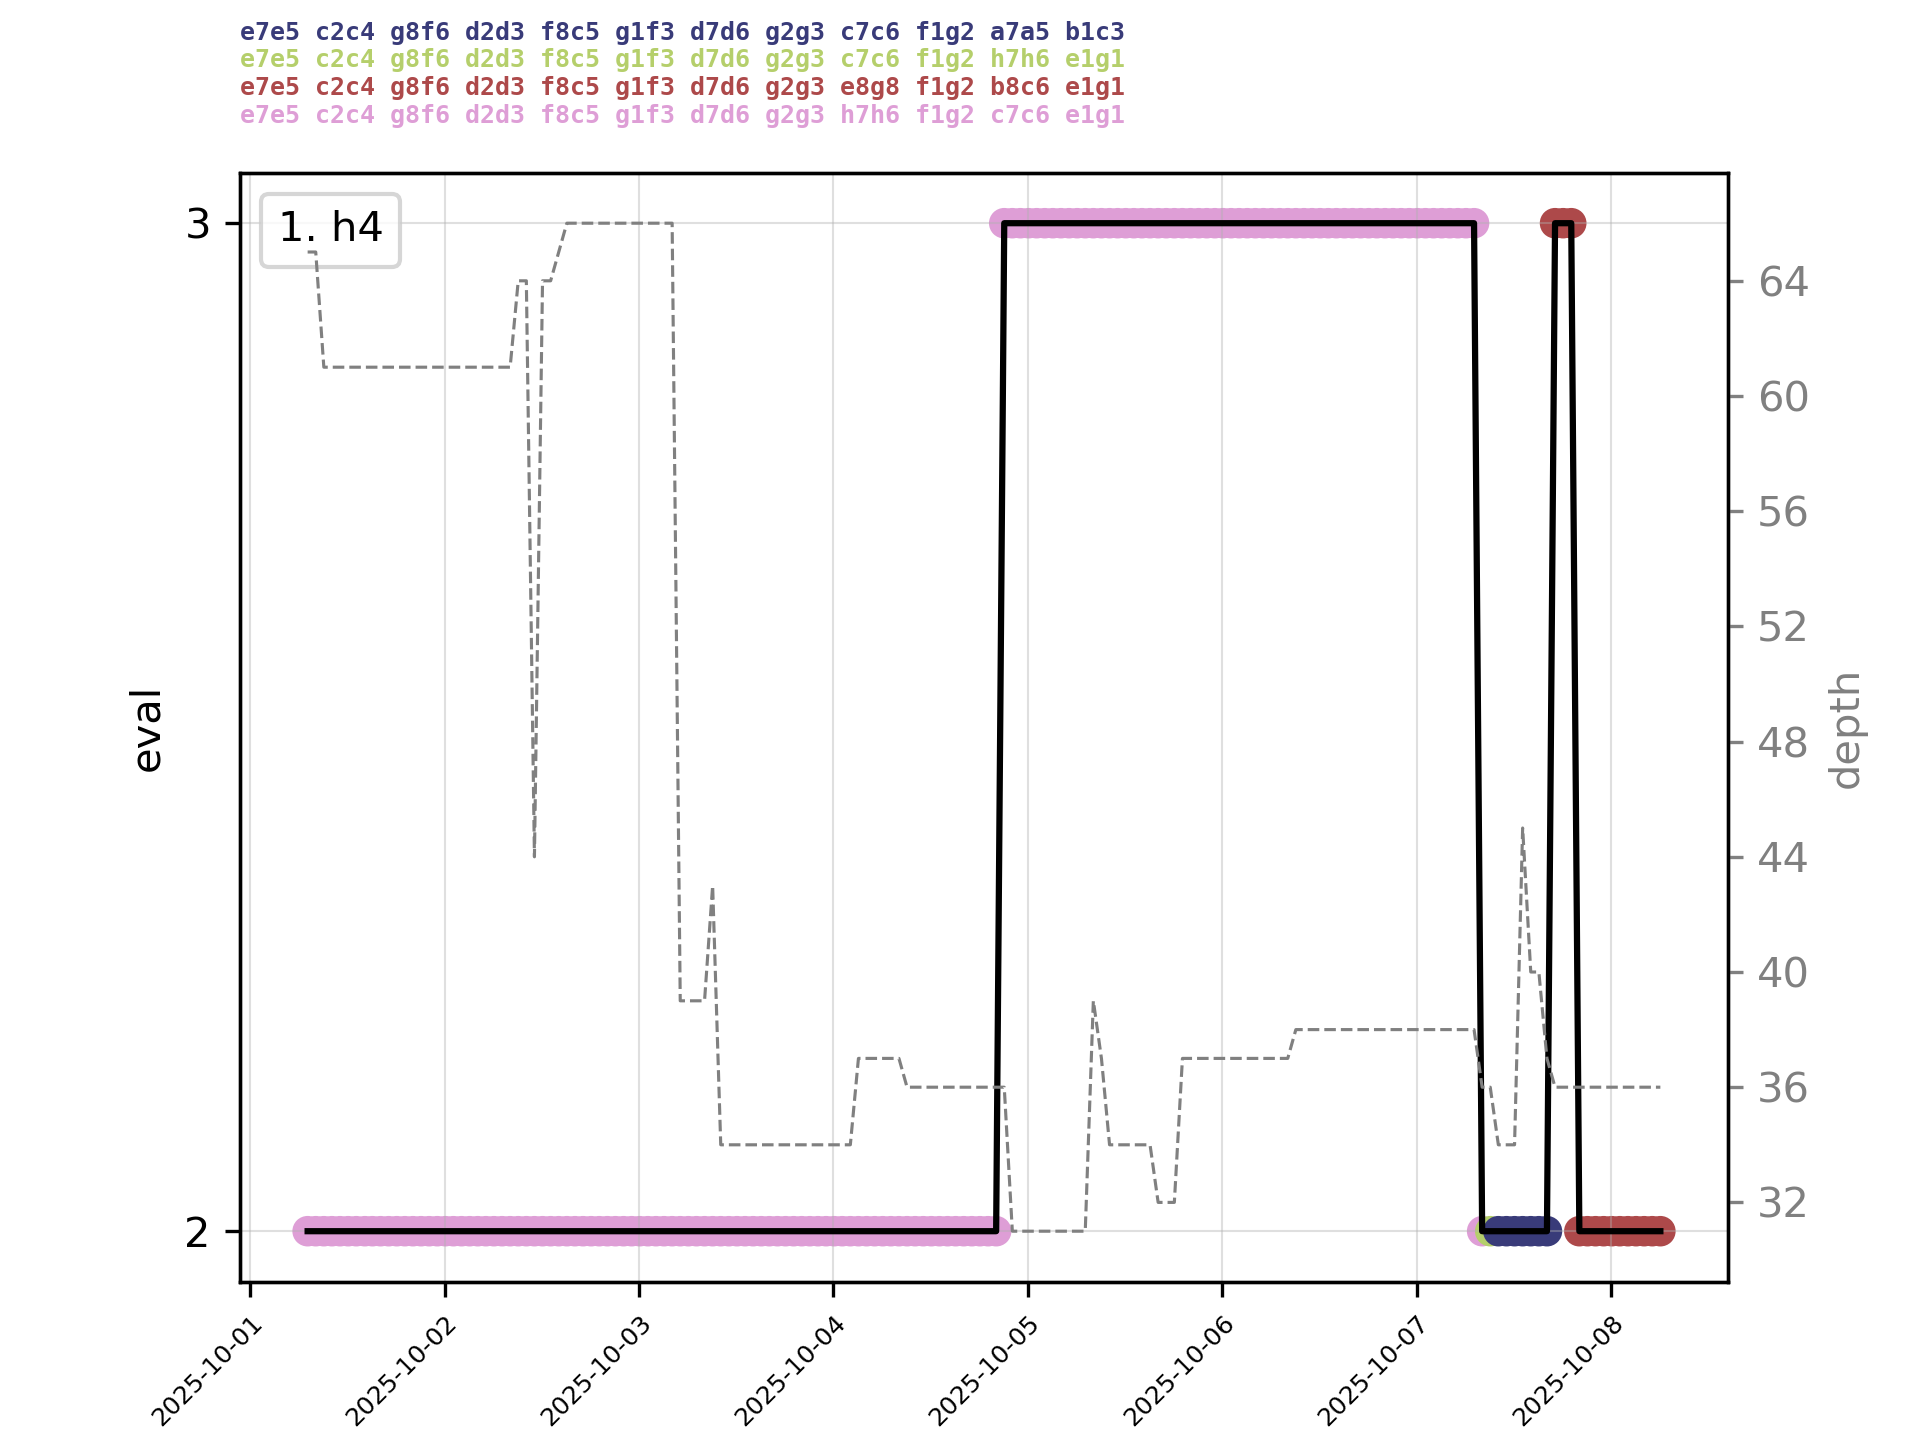 e7e5 c2c4 g8f6 d2d3 f8c5 g1f3 d7d6 g2g3 c7c6 f1g2 a7a5 b1c3
e7e5 c2c4 g8f6 d2d3 f8c5 g1f3 d7d6 g2g3 c7c6 f1g2 h7h6 e1g1
e7e5 c2c4 g8f6 d2d3 f8c5 g1f3 d7d6 g2g3 e8g8 f1g2 b8c6 e1g1
e7e5 c2c4 g8f6 d2d3 f8c5 g1f3 d7d6 g2g3 h7h6 f1g2 c7c6 e1g1
1. h4
3
2
eval
64
60
56
52
48
44
40
36
32
depth
2025-10-01
2025-10-02
2025-10-03
2025-10-04
2025-10-05
2025-10-06
2025-10-07
2025-10-08